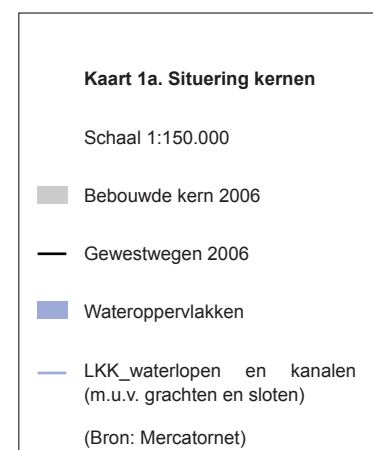 Kaart 1a. Situering kernen
Schaal 1:150.000
Bebouwde kern 2006
Gewestwegen 2006
Wateroppervlakken
LKK_waterlopen en kanalen
(m.u.v. grachten en sloten)
(Bron: Mercatornet)